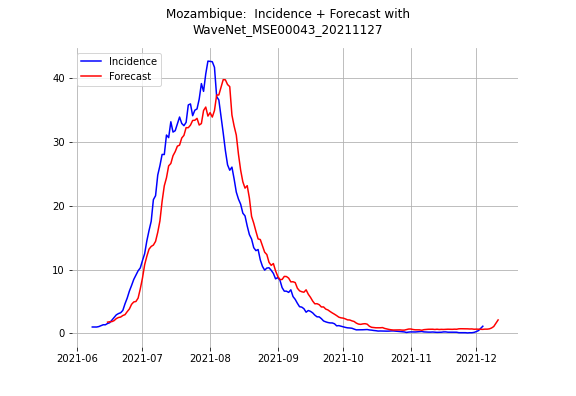 Mozambique:  Incidence + Forecast with
WaveNet_MSE00043_20211127
Incidence
Forecast
40
30
20
10
0
2021-06 2021-07 2021-08 2021-09 2021-10 2021-11 2021-12